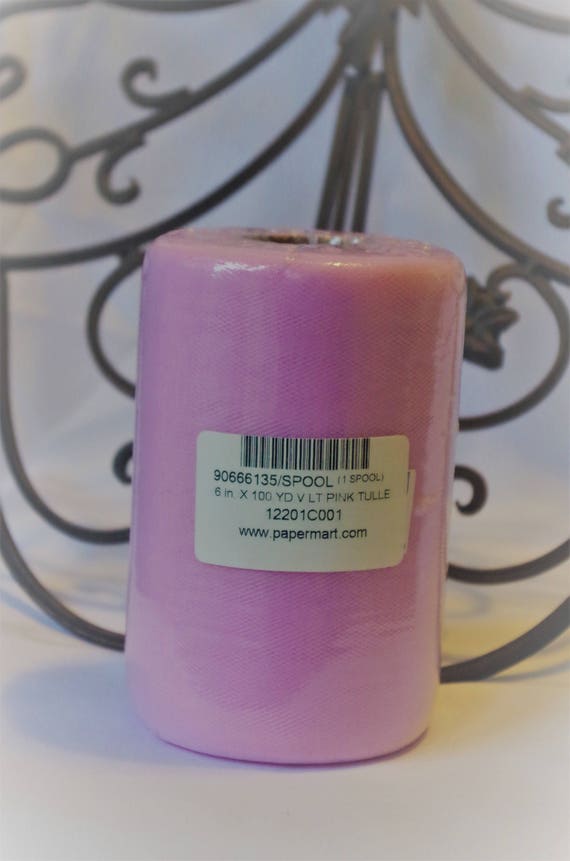 90666135/SPOOL (1 SPOOL)
6 in. X 100 YD V LT PINK TULLE
12201C001
www.papermart.com